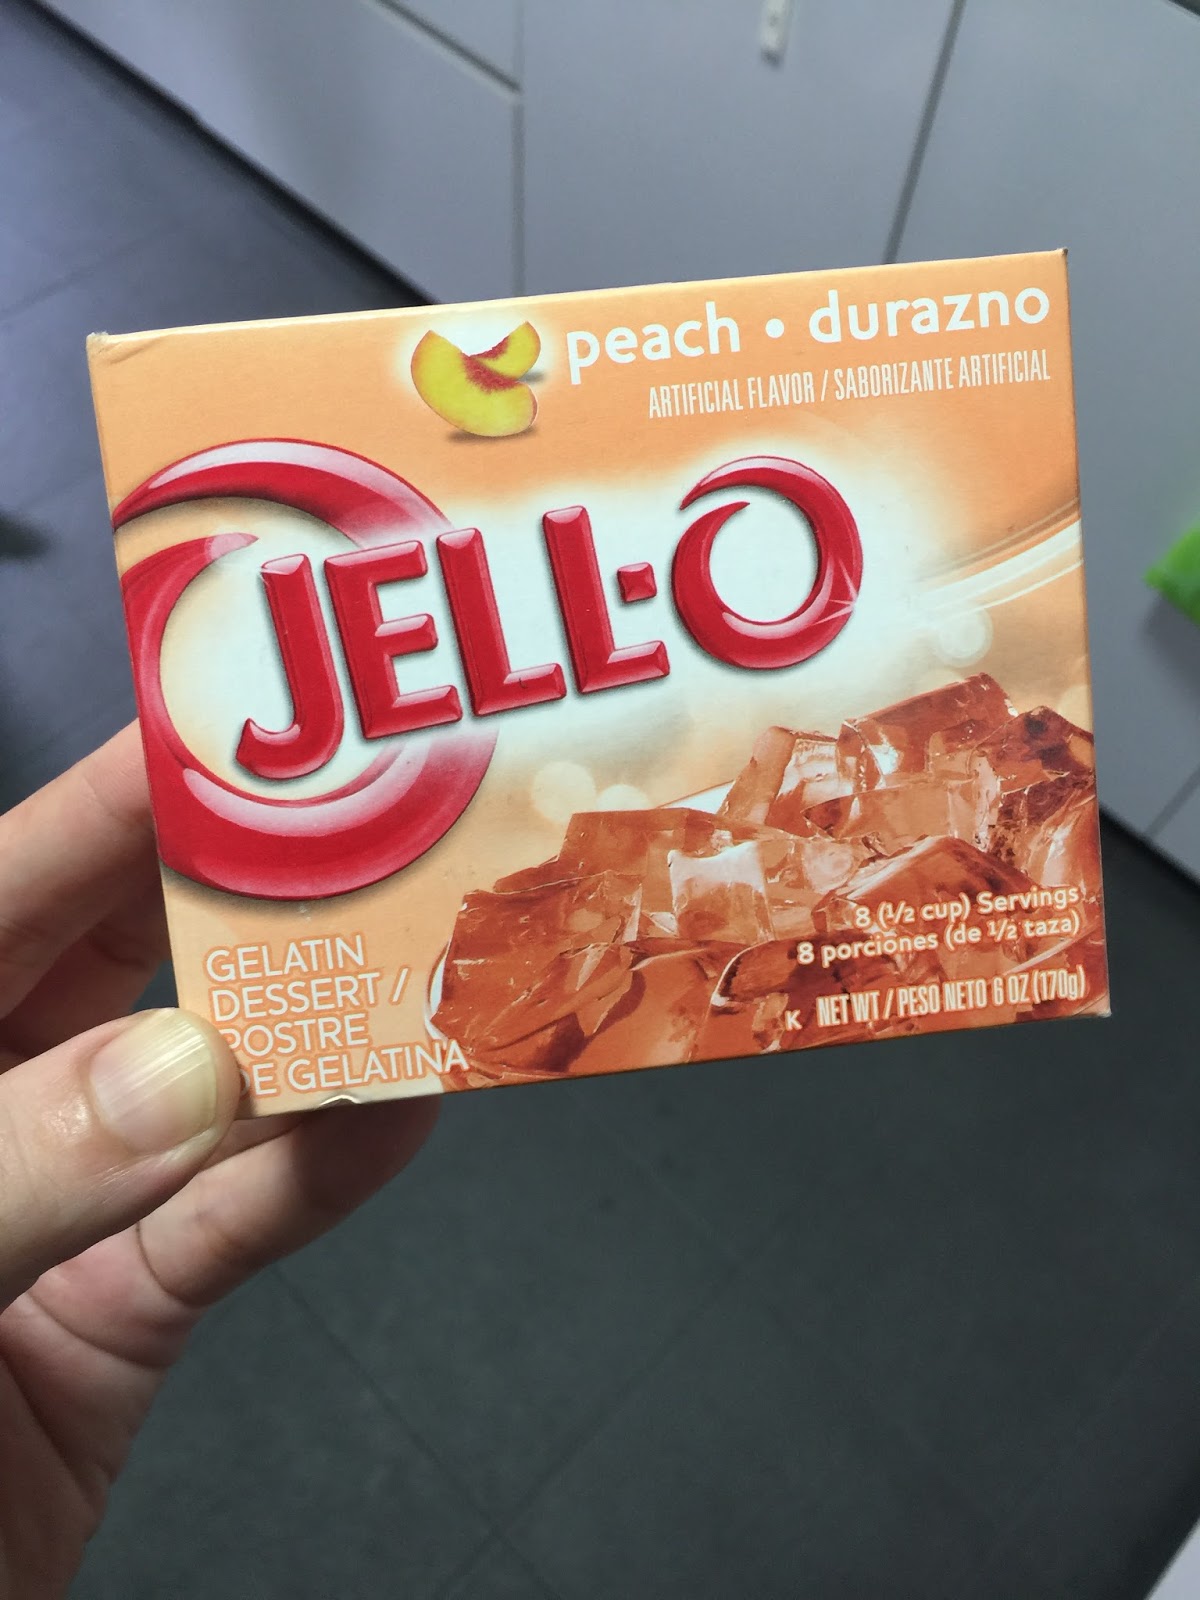 peach • durazno
ARTIFICIAL FLAVOR / SABORIZANTE ARTIFICIAL
JELL-O
GELATIN
DESSERT /
POSTRE
DE GELATINA
8 (1/2 cup) Servings
8 porciones (de 1/2 taza)
K NET WT / PESO NETO 6 OZ (170g)